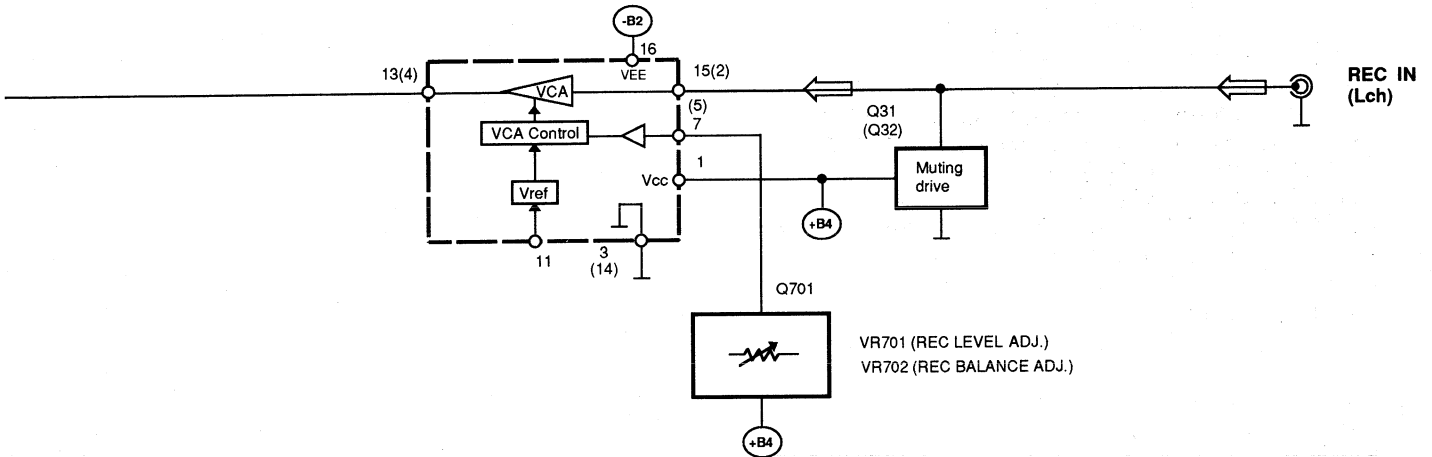 -B2
16
VEE
13(4)
15(2)
VCA
(5)
7
VCA Control
1
Vcc
Vref
11
3
(14)
Q31
(Q32)
Muting
drive
+B4
REC IN
(Lch)
Q701
VR701 (REC LEVEL ADJ.)
VR702 (REC BALANCE ADJ.)
+B4